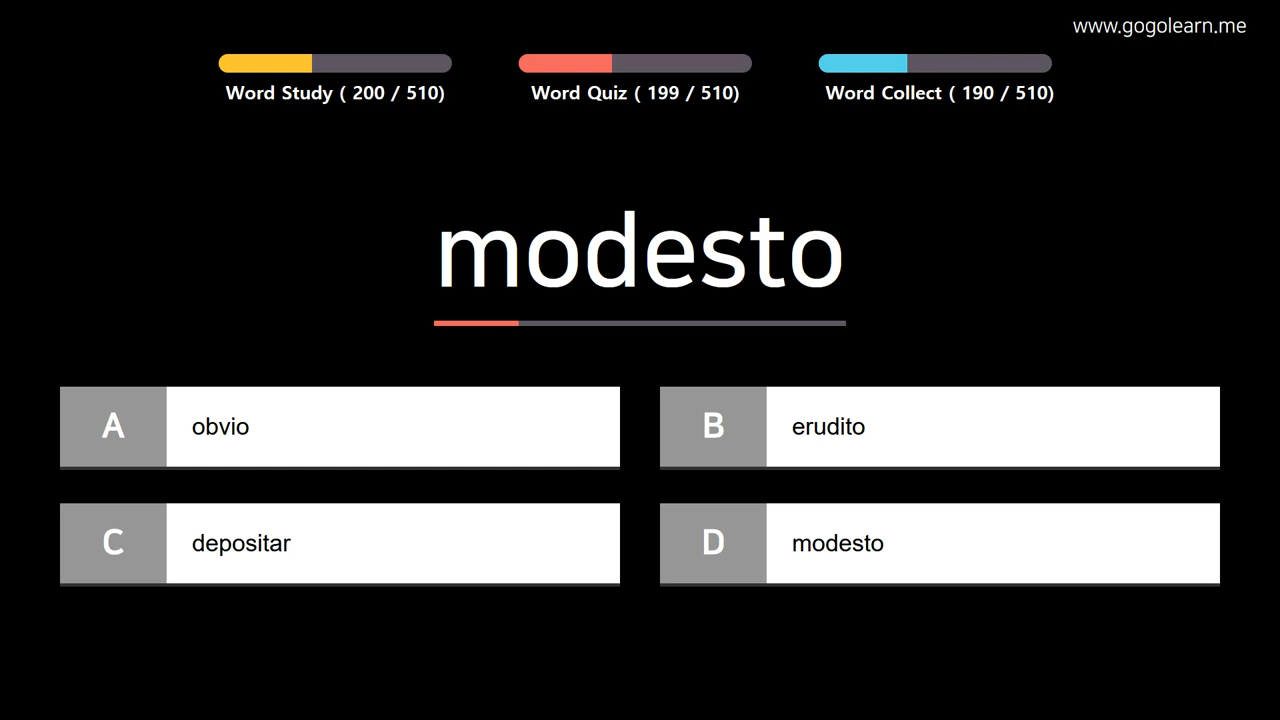 www.gogolearn.me
Word Study ( 200 / 510)
Word Quiz ( 199 / 510)
Word Collect ( 190 / 510)
modesto
A
obvio
B
erudito
C
depositar
D
modesto